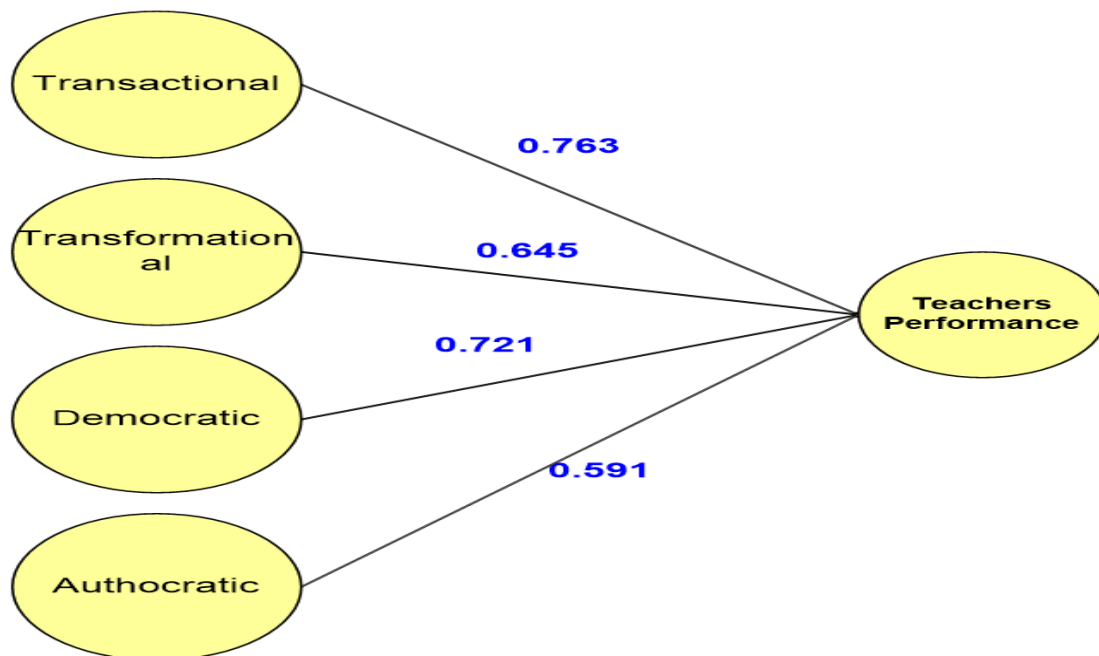 Transactional
0.763
Transformation
al
0.645
Teachers
Performance
0.721
Democratic
0.591
Authocratic